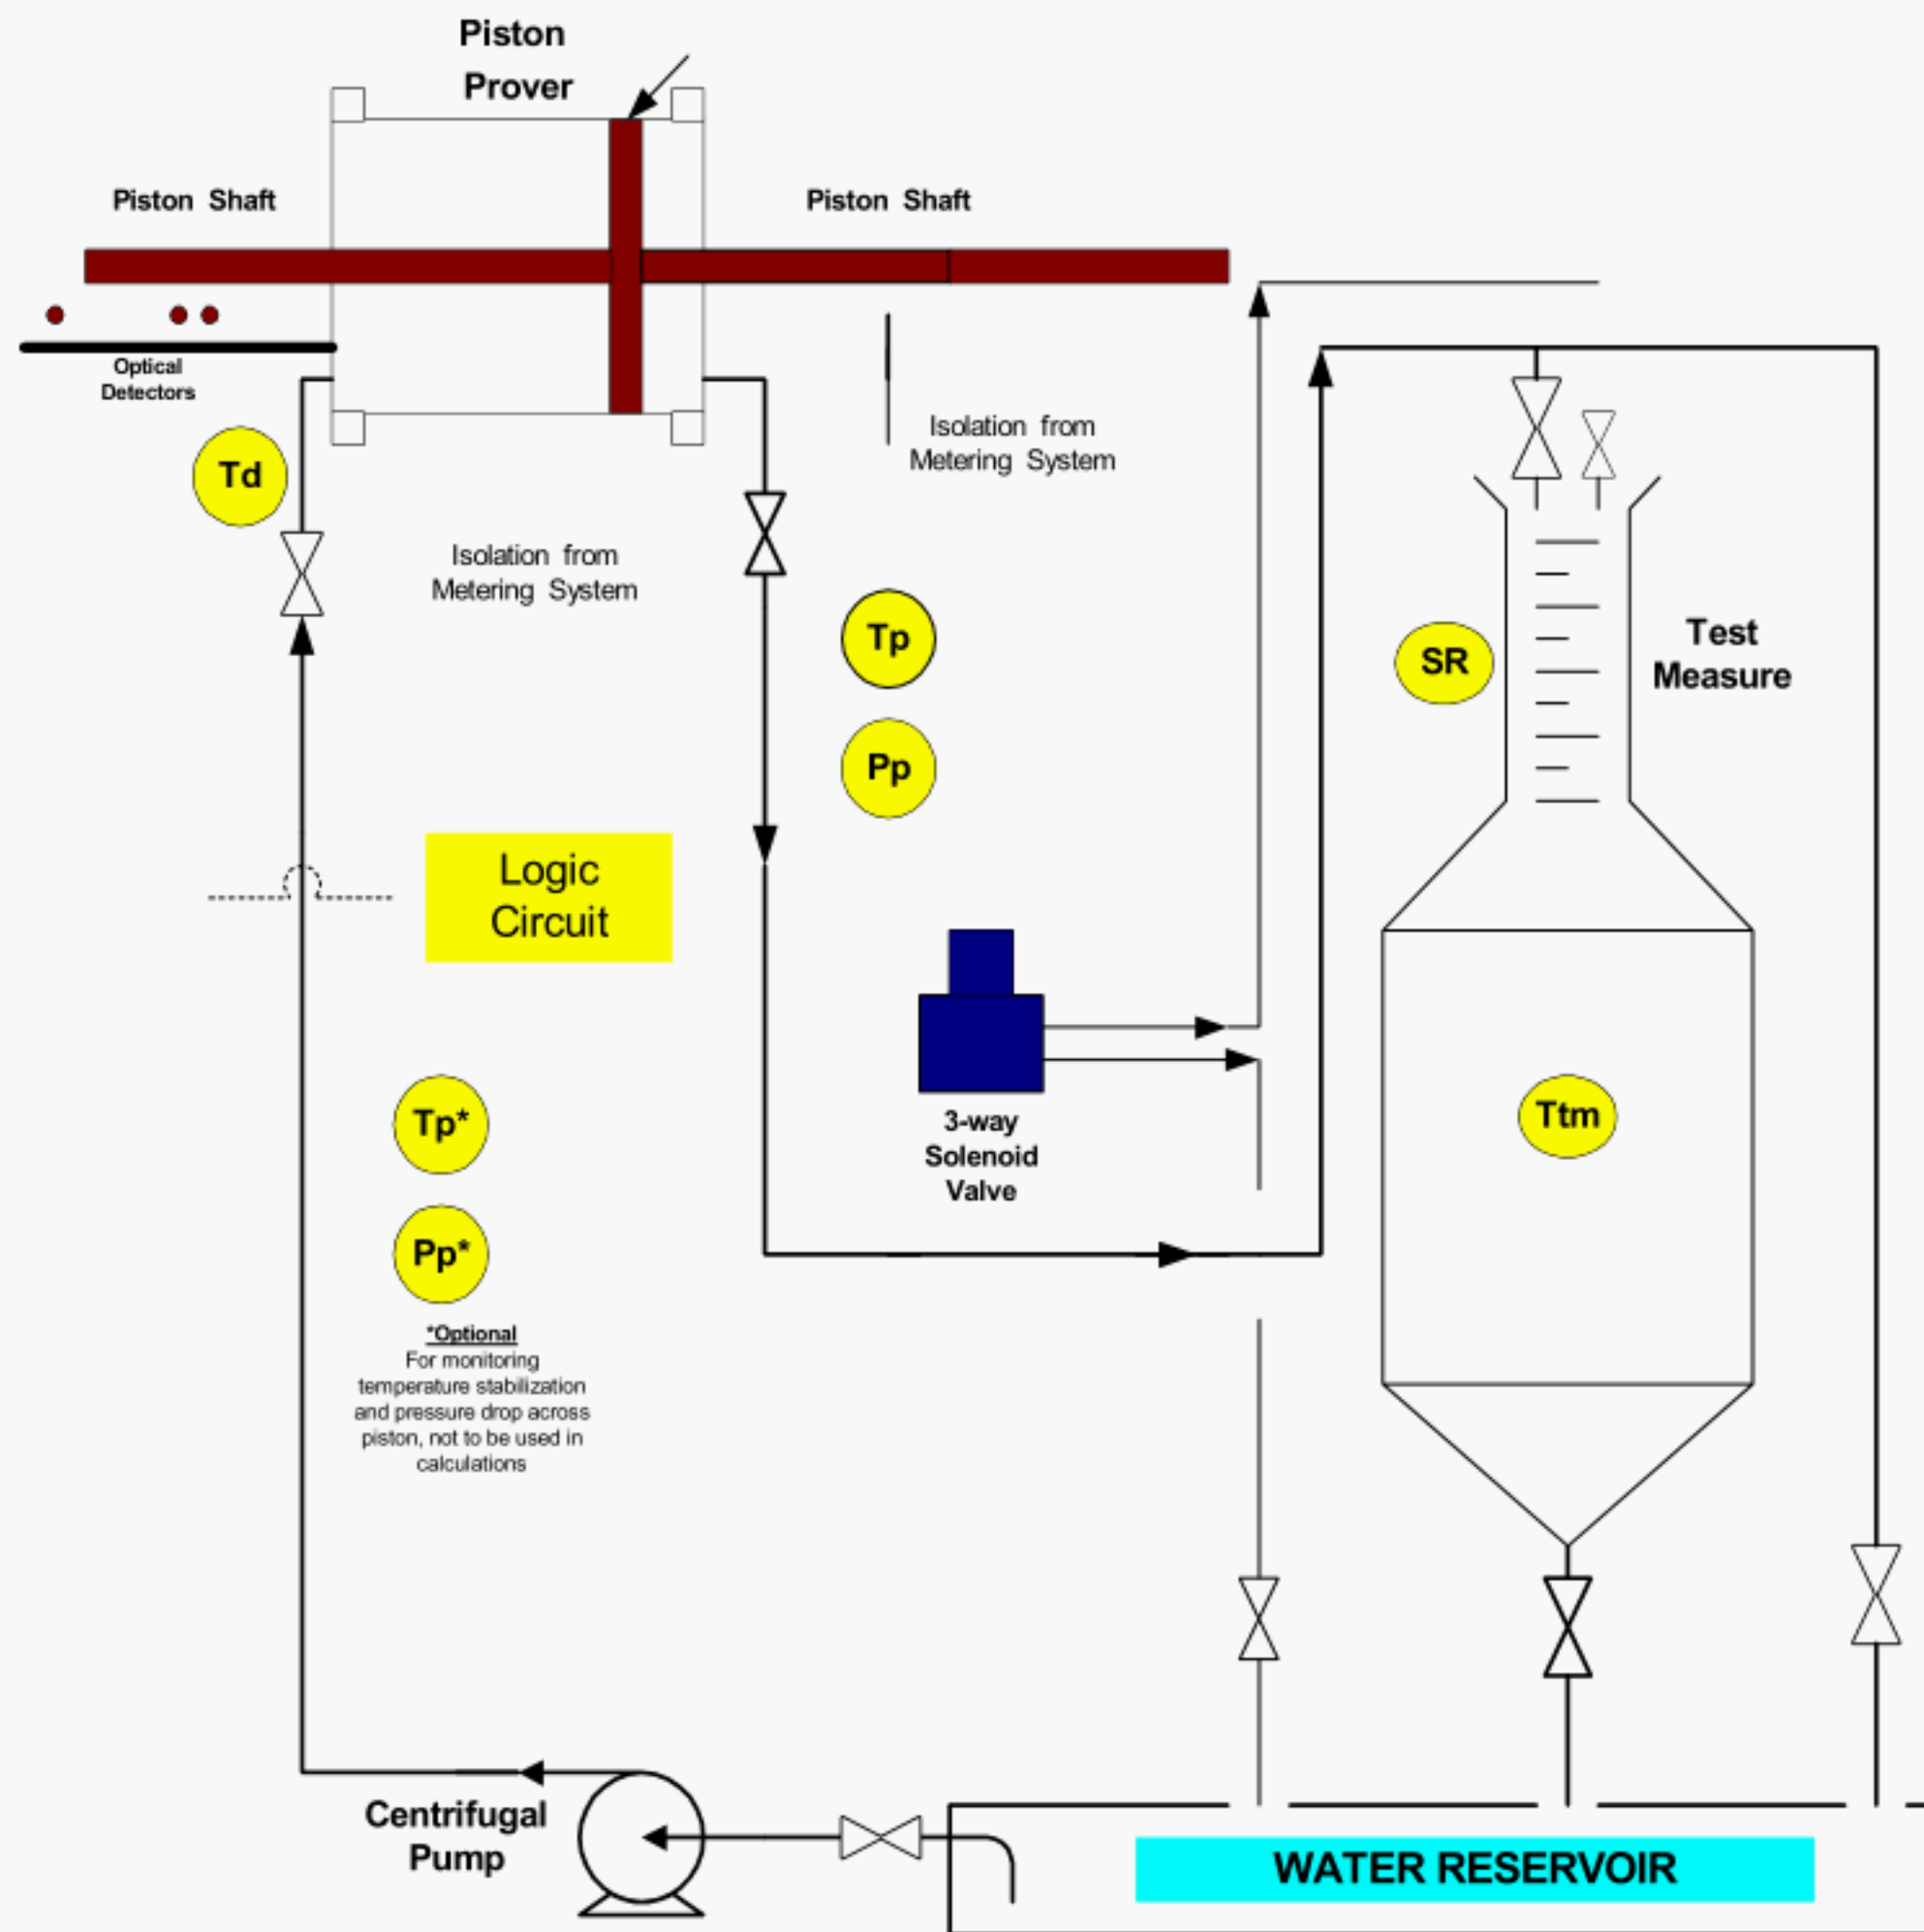 Piston
Prover
Piston Shaft
Piston Shaft
Optical
Detectors
Isolation from
Metering System
Td
Isolation from
Metering System
Tp
Test
Measure
SR
Pp
Logic
Circuit
Tp*
Ttm
3-way
Solenoid
Valve
Pp*
*Optional
For monitoring
temperature stabilization
and pressure drop across
piston, not to be used in
calculations
Centrifugal
Pump
WATER RESERVOIR